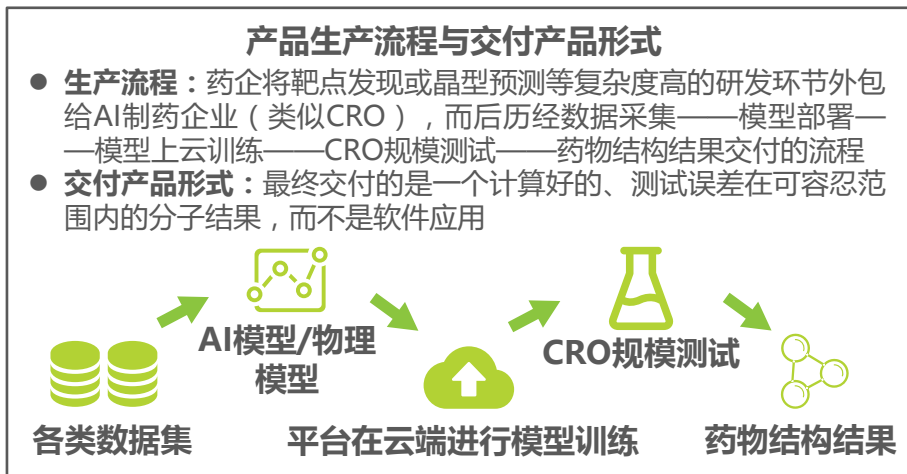 产品生产流程与交付产品形式
● 生产流程：药企将靶点发现或晶型预测等复杂度高的研发环节外包
给AI制药企业（类似CRO），而后历经数据采集——模型部署—
—模型上云训练——CRO规模测试——药物结构结果交付的流程
● 交付产品形式：最终交付的是一个计算好的、测试误差在可容忍范
围内的分子结果，而不是软件应用
AI模型/物理
模型
CRO规模测试
各类数据集
平台在云端进行模型训练
药物结构结果